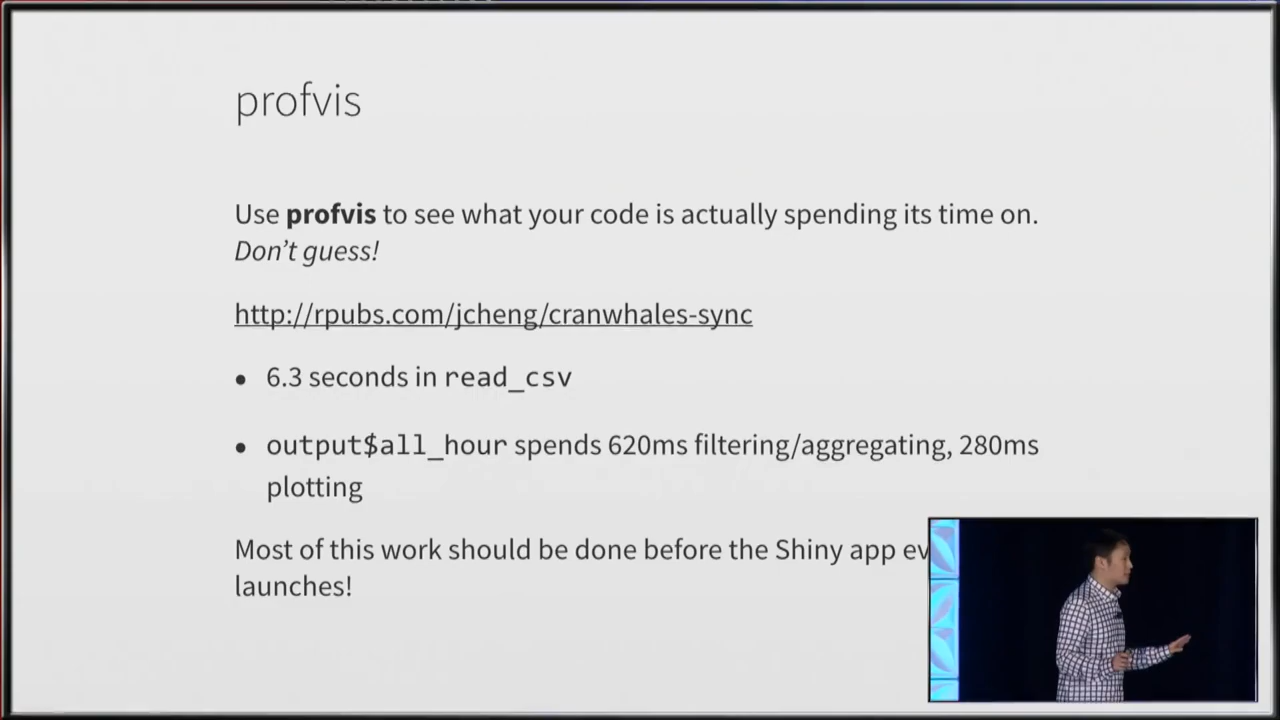 profvis
Use profvis to see what your code is actually spending its time on.
Don't guess!
http://rpubs.com/jcheng/cranwhales-sync
• 6.3 seconds in read_csv
• output$all_hour spends 620ms filtering/aggregating, 280ms
plotting
Most of this work should be done before the Shiny app
launches!